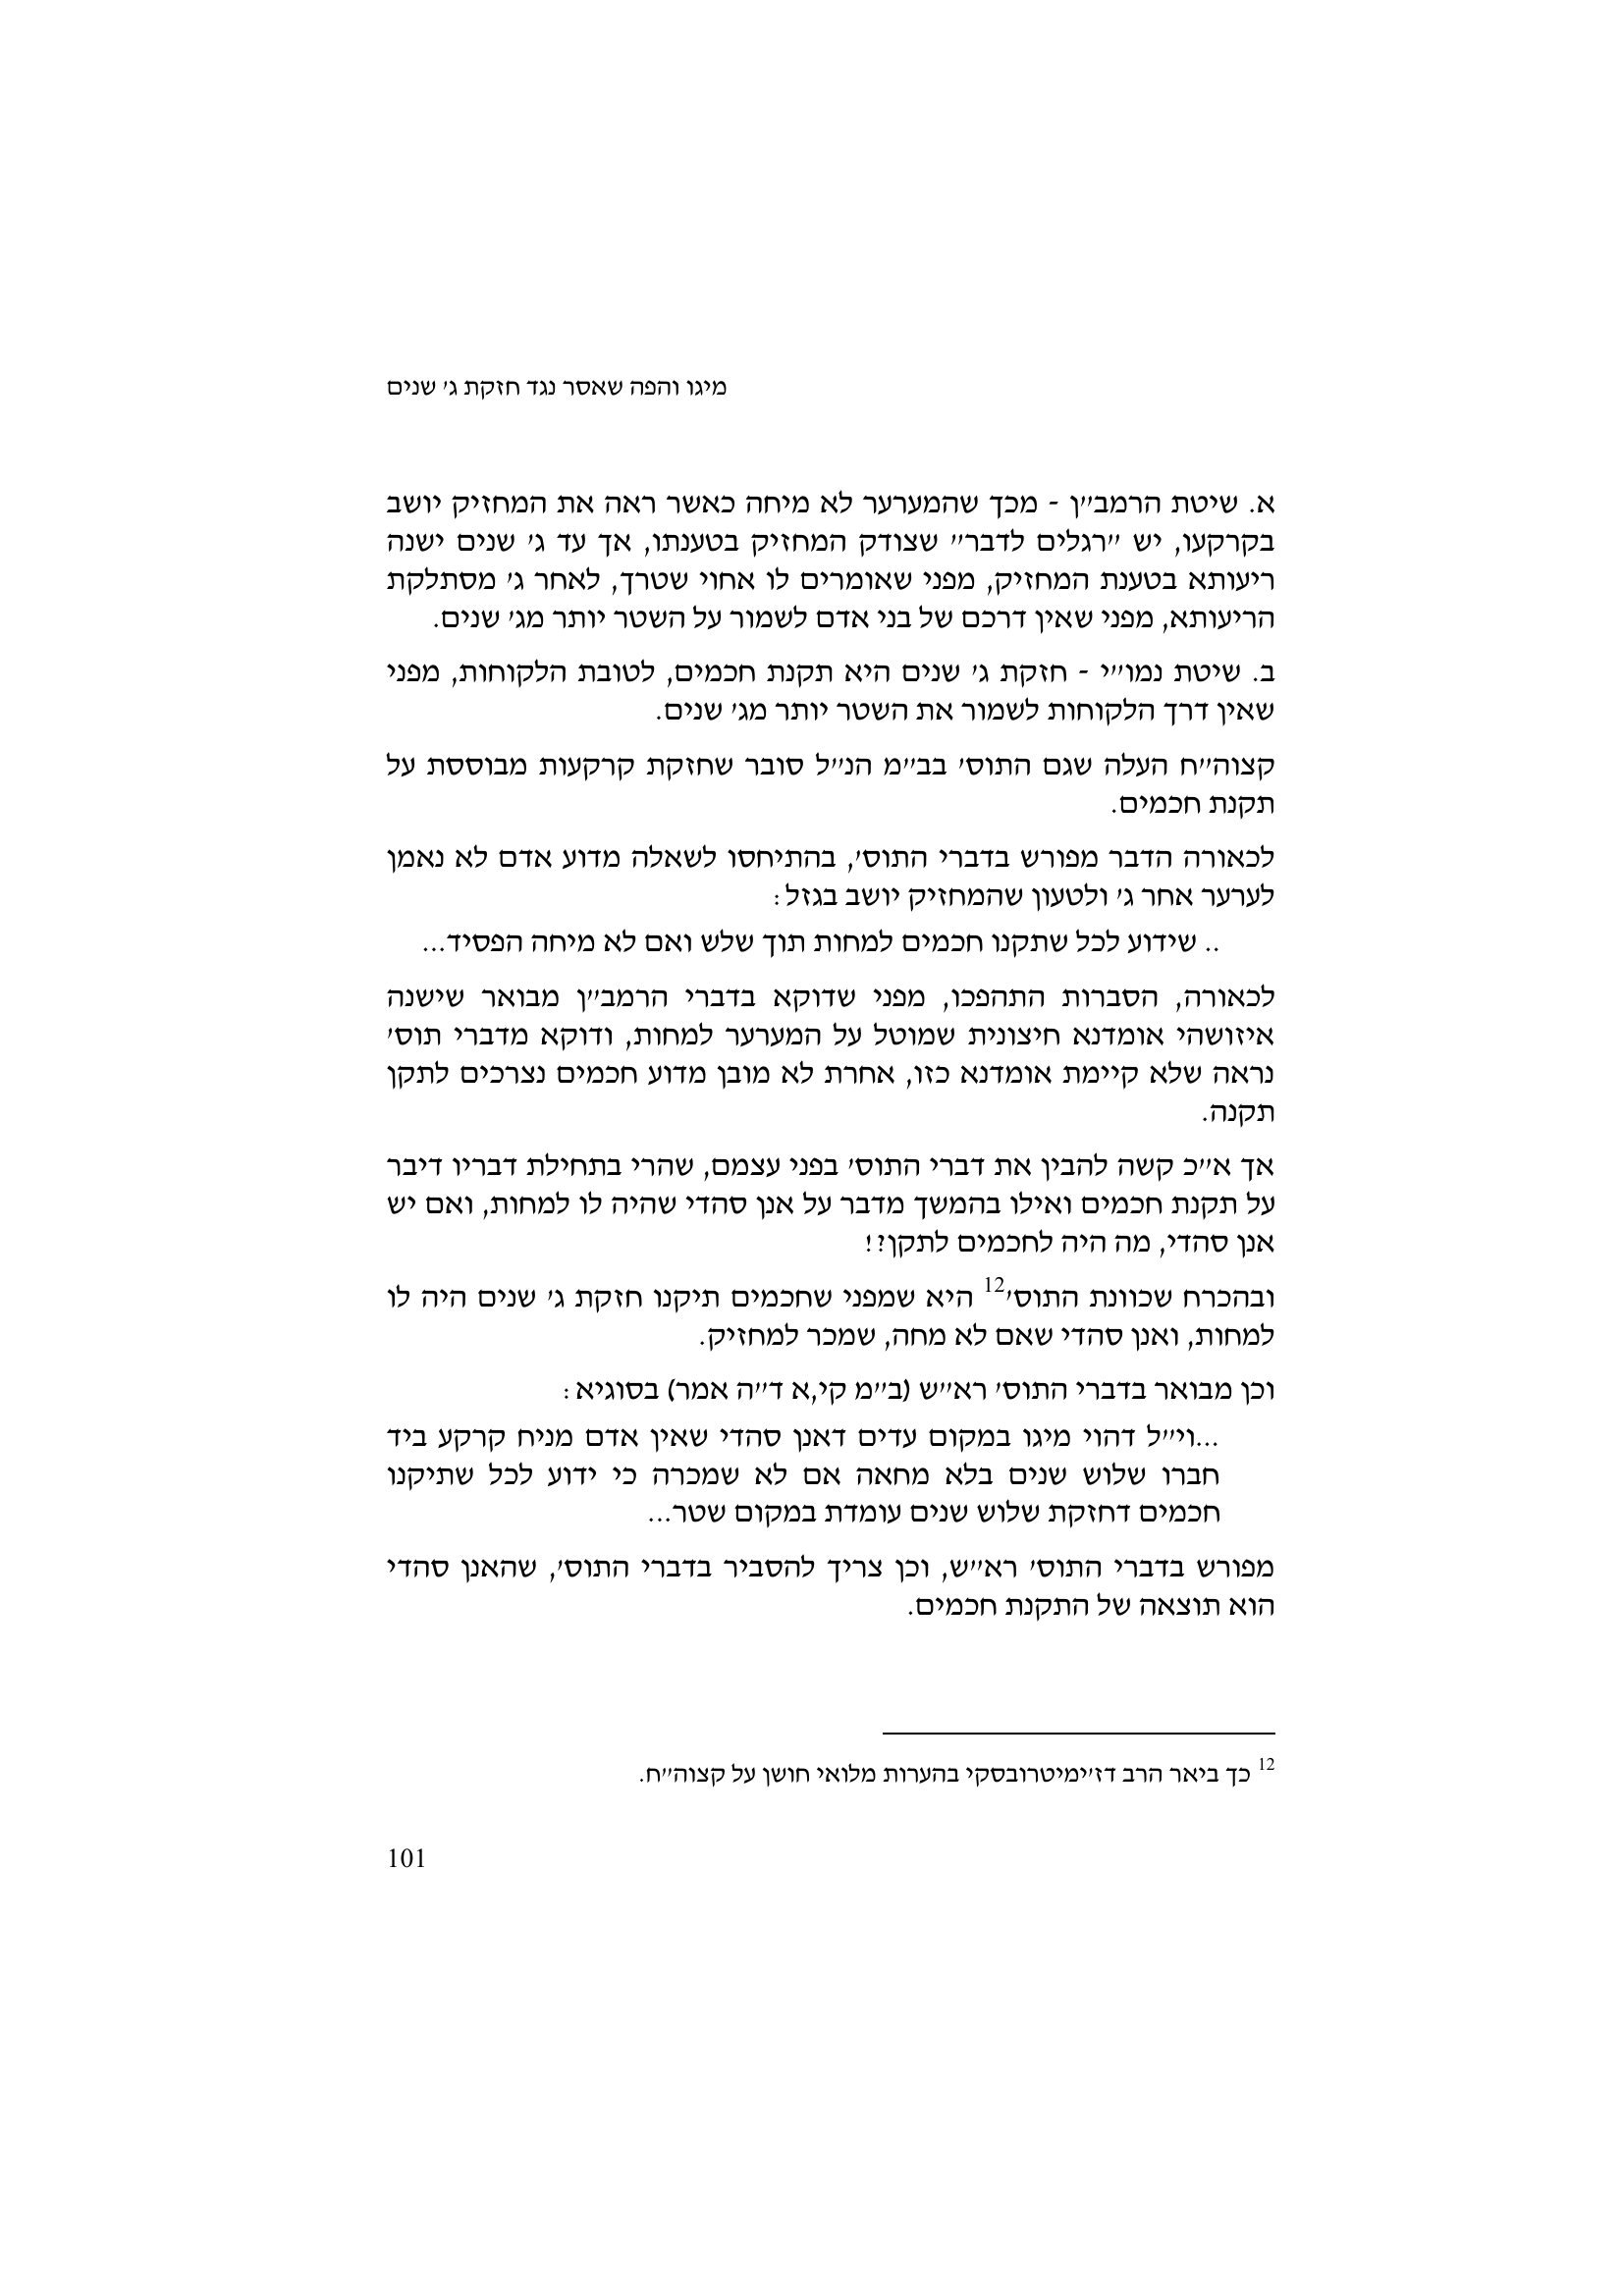 מיגו והפה שאסר נגד חזקת ג' שנים
א. שיטת הרמב"ן - מכך שהמערער לא מיחה כאשר ראה את המחזיק יושב
בקרקעו, יש "רגלים לדבר" שצודק המחזיק בטענתו, אך עד ג' שנים ישנה
ריעותא בטענת המחזיק, מפני שאומרים לו אחוי שטרך, לאחר ג' מסתלקת
הריעותא, מפני שאין דרכם של בני אדם לשמור על השטר יותר מג' שנים.
ב. שיטת נמו"י - חזקת ג' שנים היא תקנת חכמים, לטובת הלקוחות, מפני
שאין דרך הלקוחות לשמור את השטר יותר מג' שנים.
קצוה"ח העלה שגם התוס' בב"מ הנ"ל סובר שחזקת קרקעות מבוססת על
תקנת חכמים.
לכאורה הדבר מפורש בדברי התוס', בהתיחסו לשאלה מדוע אדם לא נאמן
לערער אחר ג' ולטעון שהמחזיק יושב בגזל:
.. שידוע לכל שתקנו חכמים למחות תוך שלש ואם לא מיחה הפסיד...
לכאורה, הסברות התהפכו, מפני שדוקא בדברי הרמב"ן מבואר שישנה
איזושהי אומדנא חיצונית שמוטל על המערער למחות, ודוקא מדברי תוס'
נראה שלא קיימת אומדנא כזו, אחרת לא מובן מדוע חכמים נצרכים לתקן
תקנה.
אך א"כ קשה להבין את דברי התוס' בפני עצמם, שהרי בתחילת דבריו דיבר
על תקנת חכמים ואילו בהמשך מדבר על אנן סהדי שהיה לו למחות, ואם יש
אנן סהדי, מה היה לחכמים לתקן?!
ובהכרח שכוונת התוס'12 היא שמפני שחכמים תיקנו חזקת ג' שנים היה לו
למחות, ואנן סהדי שאם לא מחה, שמכר למחזיק.
וכן מבואר בדברי התוס' רא"ש (ב"מ קי,א ד"ה אמר) בסוגיא:
...וי"ל דהוי מיגו במקום עדים דאנן סהדי שאין אדם מניח קרקע ביד
חברו שלוש שנים בלא מחאה אם לא שמכרה כי ידוע לכל שתיקנו
חכמים דחזקת שלוש שנים עומדת במקום שטר...
מפורש בדברי התוס' רא"ש, וכן צריך להסביר בדברי התוס', שהאנן סהדי
הוא תוצאה של התקנת חכמים.
12 כך ביאר הרב דז'ימיטרובסקי בהערות מלואי חושן על קצוה"ח.
101